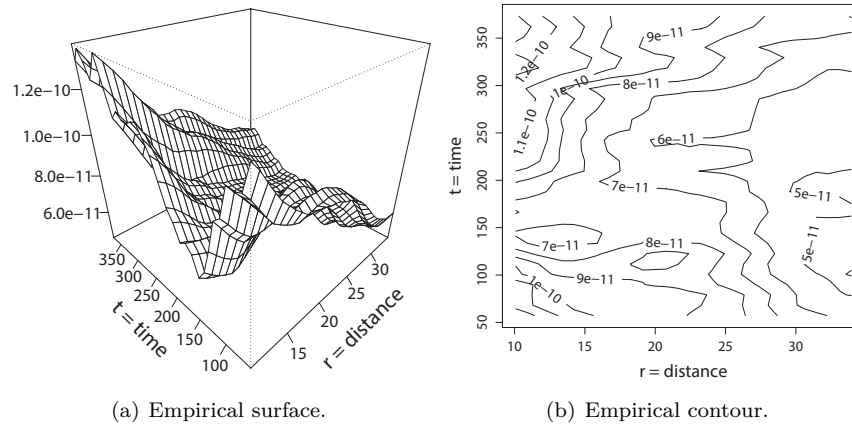 1.2e−10
1.0e−10
8.0e−11
6.0e−11
350
300
250
200
150
100
t = time
15
20
25
30
r = distance
(a) Empirical surface.
350
300
250
200
150
100
50
t = time
10
15
20
25
30
r = distance
9e−11
1.2e−10
1e−10
8e−11
1.1e−10
6e−11
7e−11
5e−11
7e−11
8e−11
5e−11
9e−11
1e−10
(b) Empirical contour.